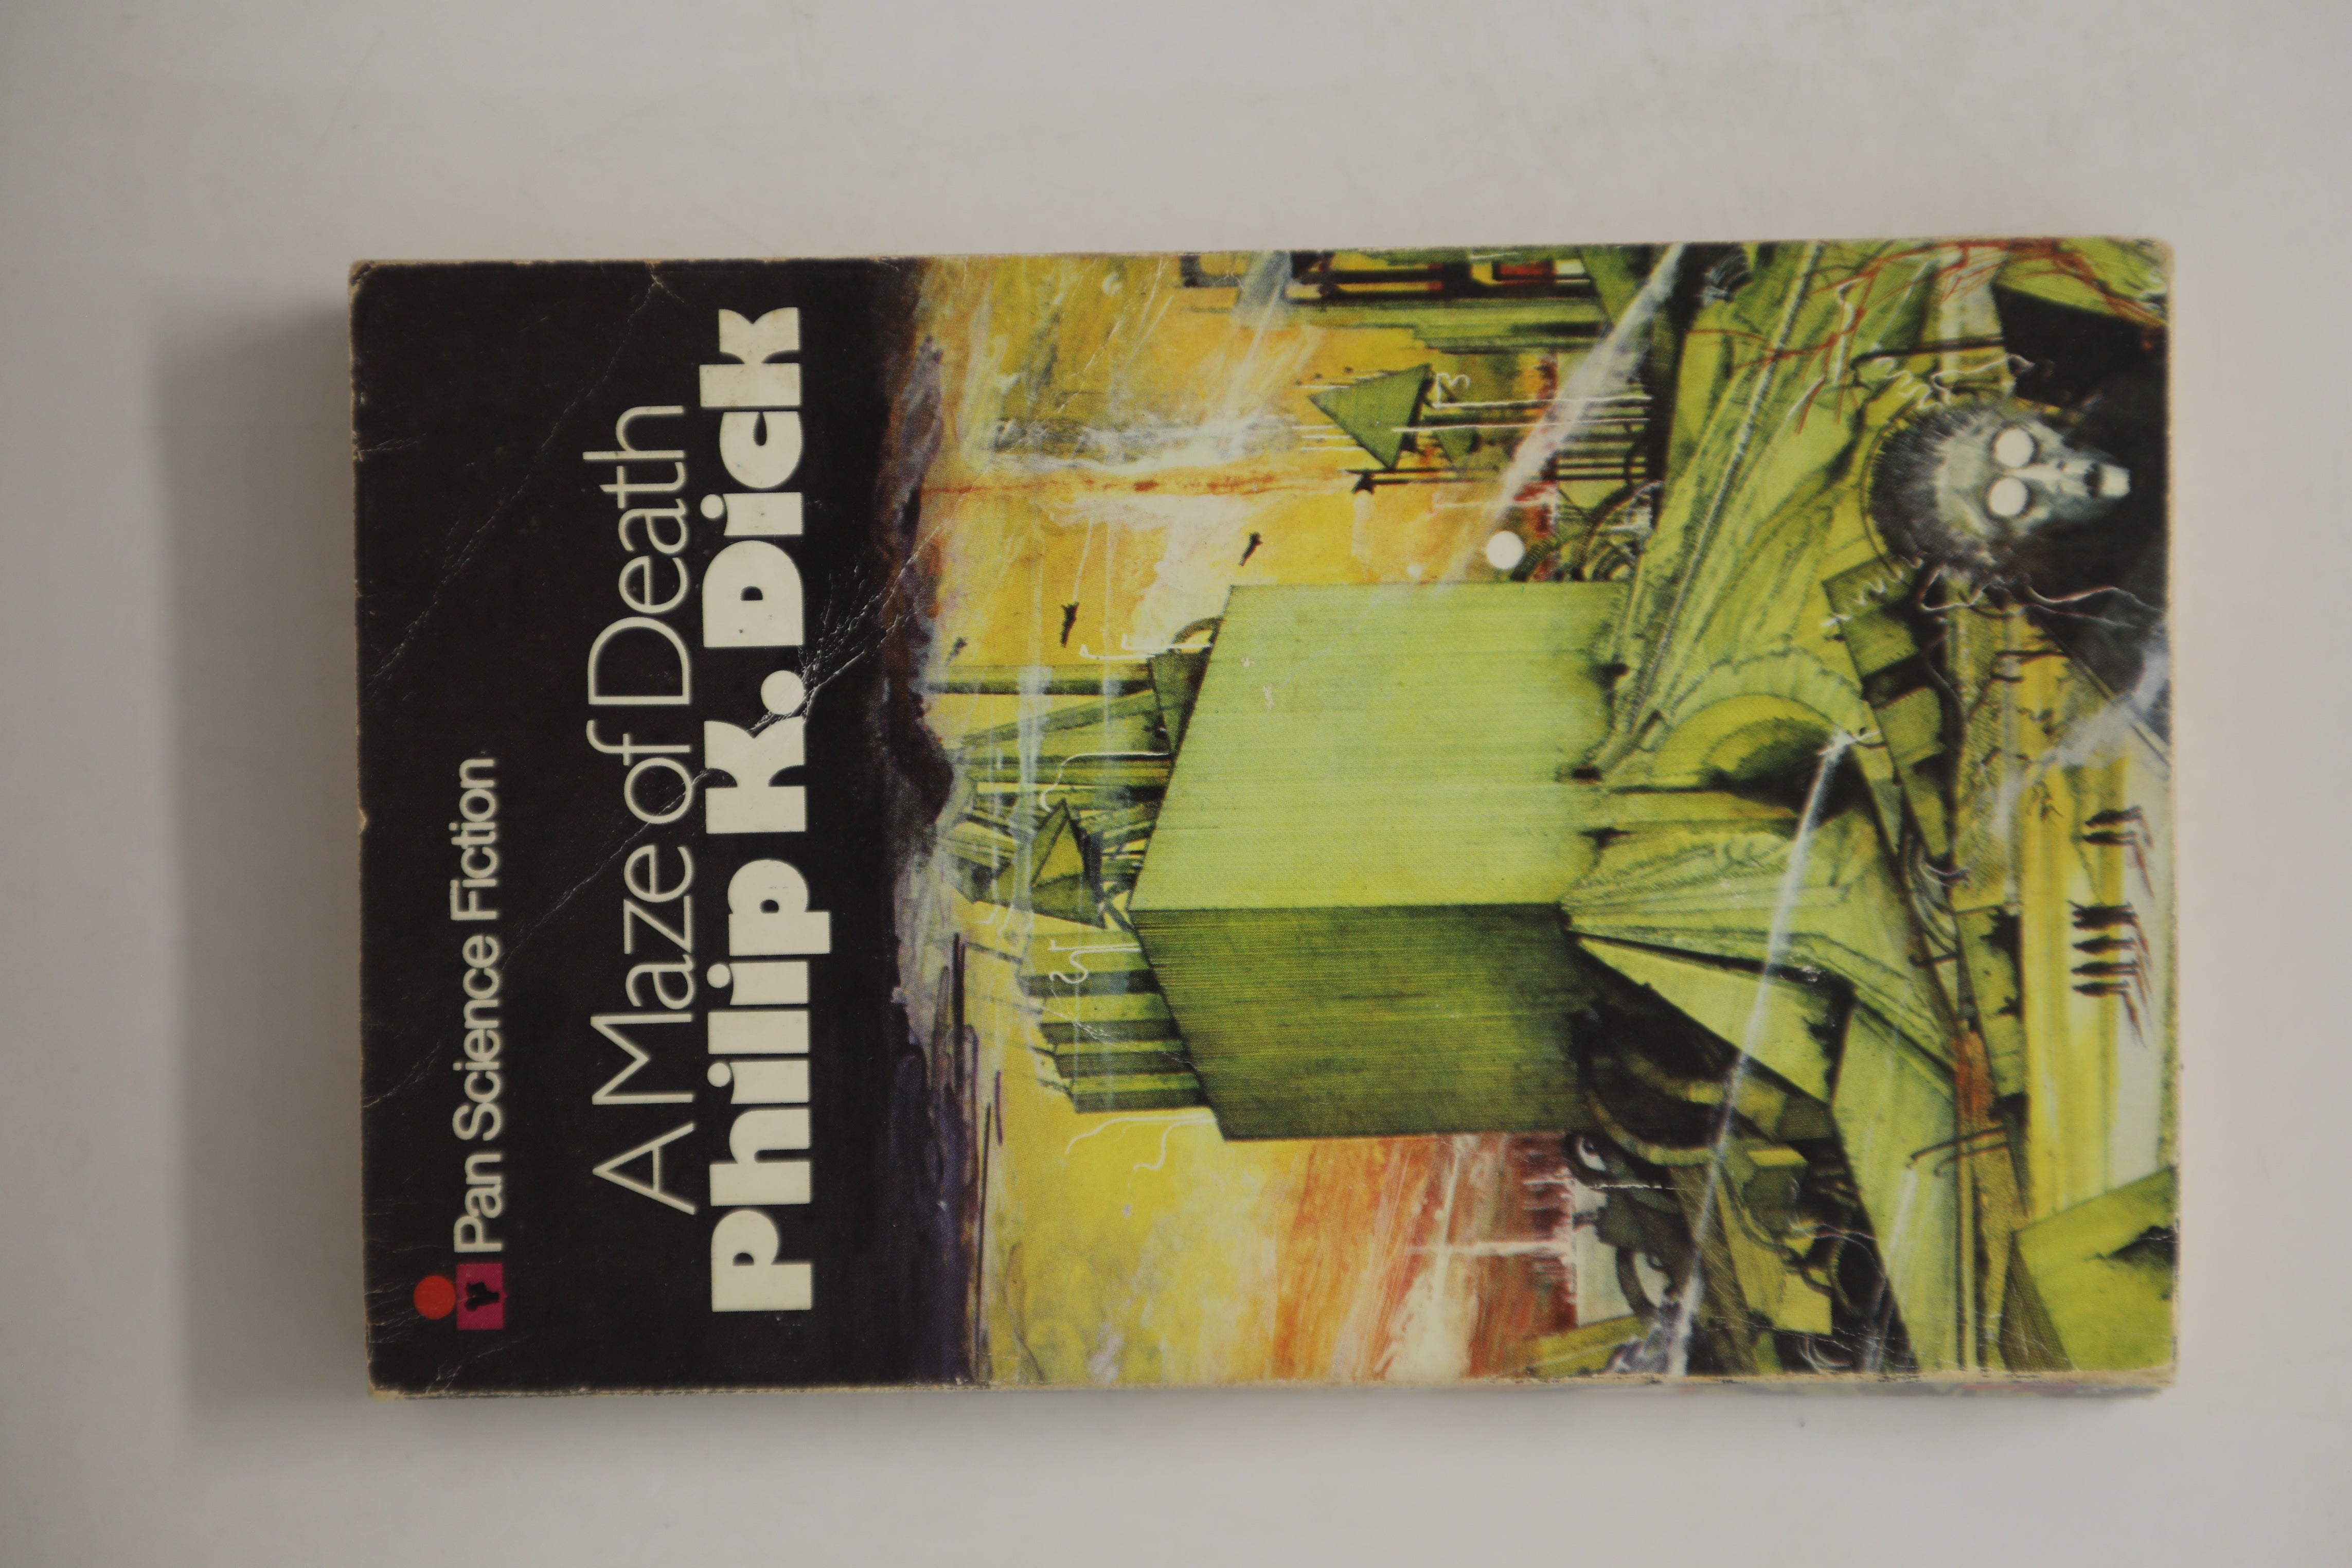 Pan Science Fiction
A Maze of Death
Philip K. Dick